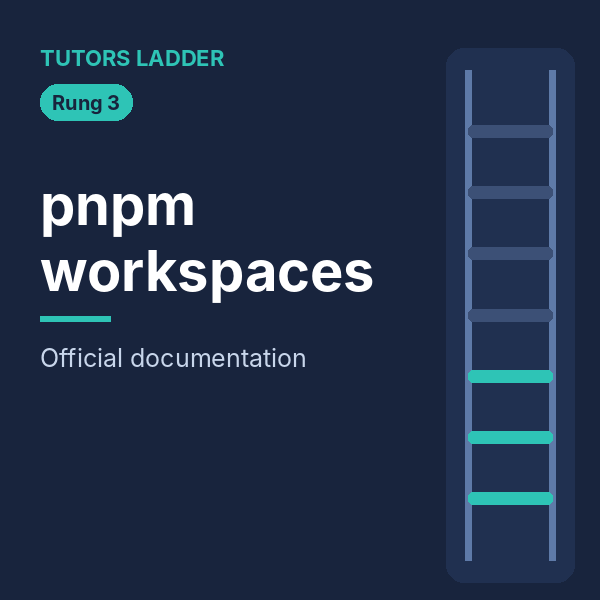 TUTORS LADDER
Rung 3
pnpm
workspaces
Official documentation